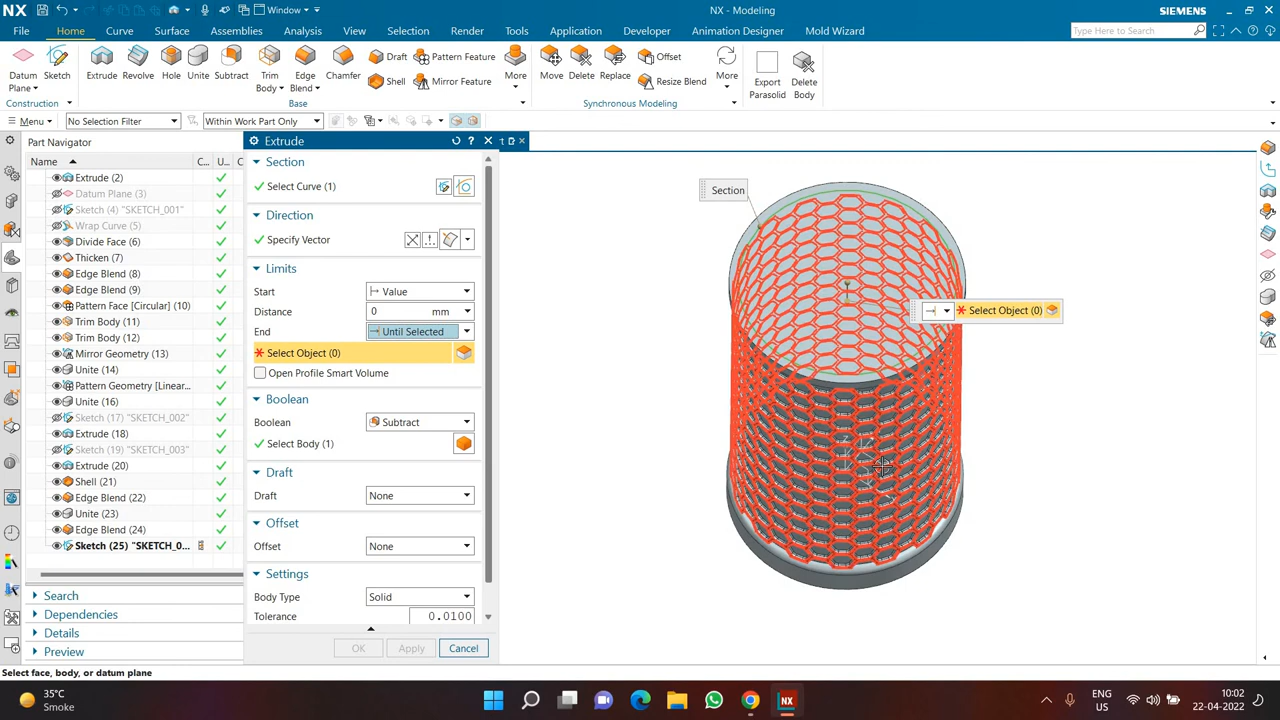 NX
Window
NX - Modeling
SIEMENS
File
Home
Curve
Surface
Assemblies
Analysis
View
Selection
Render
Tools
Application
Developer
Animation Designer
Mold Wizard
Type Here to Search
Datum Plane
Sketch
Extrude
Revolve
Hole
Unite
Subtract
Trim Body
Edge Blend
Chamfer
Draft
Shell
Pattern Feature
Mirror Feature
More
Move
Delete
Replace
Offset
Resize Blend
More
Export Parasolid
Delete Body
Construction
Base
Synchronous Modeling
Menu
No Selection Filter
Within Work Part Only
Part Navigator
Name
C...
U...
C
Extrude (2)
Datum Plane (3)
Sketch (4) "SKETCH_001"
Wrap Curve (5)
Divide Face (6)
Thicken (7)
Edge Blend (8)
Edge Blend (9)
Pattern Face [Circular] (10)
Trim Body (11)
Trim Body (12)
Mirror Geometry (13)
Unite (14)
Pattern Geometry [Linear...
Unite (16)
Sketch (17) "SKETCH_002"
Extrude (18)
Sketch (19) "SKETCH_003"
Extrude (20)
Shell (21)
Edge Blend (22)
Unite (23)
Edge Blend (24)
Sketch (25) "SKETCH_0...
Search
Dependencies
Details
Preview
Extrude
Section
Select Curve (1)
Direction
Specify Vector
Limits
Start
Value
Distance
0
mm
End
Until Selected
Select Object (0)
Open Profile Smart Volume
Boolean
Boolean
Subtract
Select Body (1)
Draft
Draft
None
Offset
Offset
None
Settings
Body Type
Solid
Tolerance
0.0100
OK
Apply
Cancel
Section
Select Object (0)
Select face, body, or datum plane
35°C
Smoke
NX
ENG
US
10:02
22-04-2022